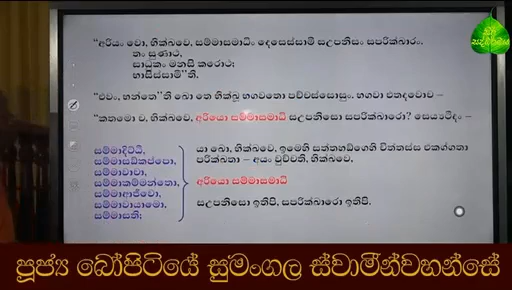 “අරියං වො, භික්ඛවෙ, සම්මාසමාධිං දෙසෙස්සාමි සඋපනිසං සපරික්ඛාරං.
තං සුණාථ,
සාධුකං මනසි කරොථ;
භාසිස්සාමී”ති.
“එවං, භන්තෙ”ති ඛො තෙ භික්ඛූ භගවතො පච්චස්සොසුං. භගවා එතදවොච –
“කතමො ච, භික්ඛවෙ, අරියො සම්මාසමාධි සඋපනිසො සපරික්ඛාරො? සෙය්‍යථිදං –
සම්මාදිට්ඨි,
සම්මාසඞ්කප්පො,
සම්මාවාචා,
සම්මාකම්මන්තො,
සම්මාආජීවො,
සම්මාවායාමො,
සම්මාසති;
යා ඛො, භික්ඛවෙ, ඉමෙහි සත්තහඞ්ගෙහි චිත්තස්ස එකග්ගතා
පරික්ඛතා – අයං වුච්චති, භික්ඛවෙ,
අරියො සම්මාසමාධි
සඋපනිසො ඉතිපි, සපරික්ඛාරො ඉතිපි.
පූජ්‍ය බෝපිටියේ සුමංගල ස්වාමීන්වහන්සේ